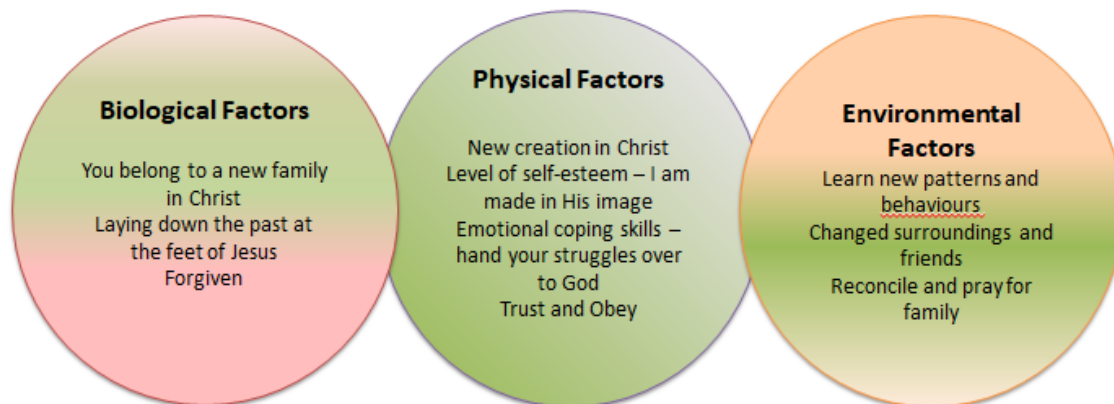 Biological Factors
You belong to a new family
in Christ
Laying down the past at
the feet of Jesus
Forgiven
Physical Factors
New creation in Christ
Level of self-esteem – I am
made in His image
Emotional coping skills –
hand your struggles over
to God
Trust and Obey
Environmental
Factors
Learn new patterns and
behaviours
Changed surroundings and
friends
Reconcile and pray for
family